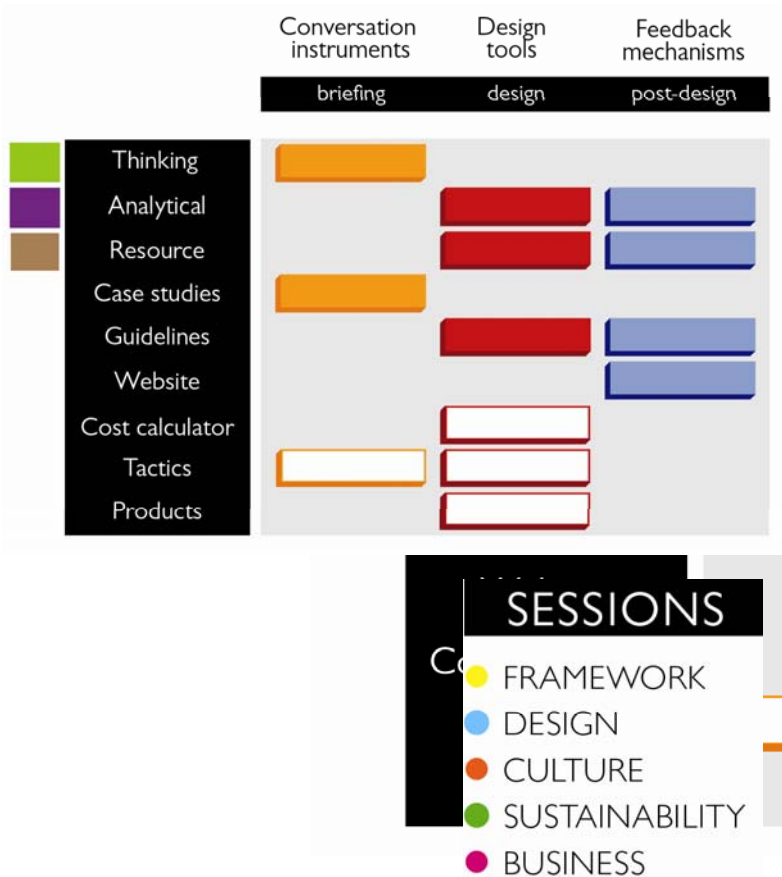 Conversation
instruments
Design
tools
Feedback
mechanisms
briefing
design
post-design
Thinking
Analytical
Resource
Case studies
Guidelines
Website
Cost calculator
Tactics
Products
SESSIONS
FRAMEWORK
DESIGN
CULTURE
SUSTAINABILITY
BUSINESS